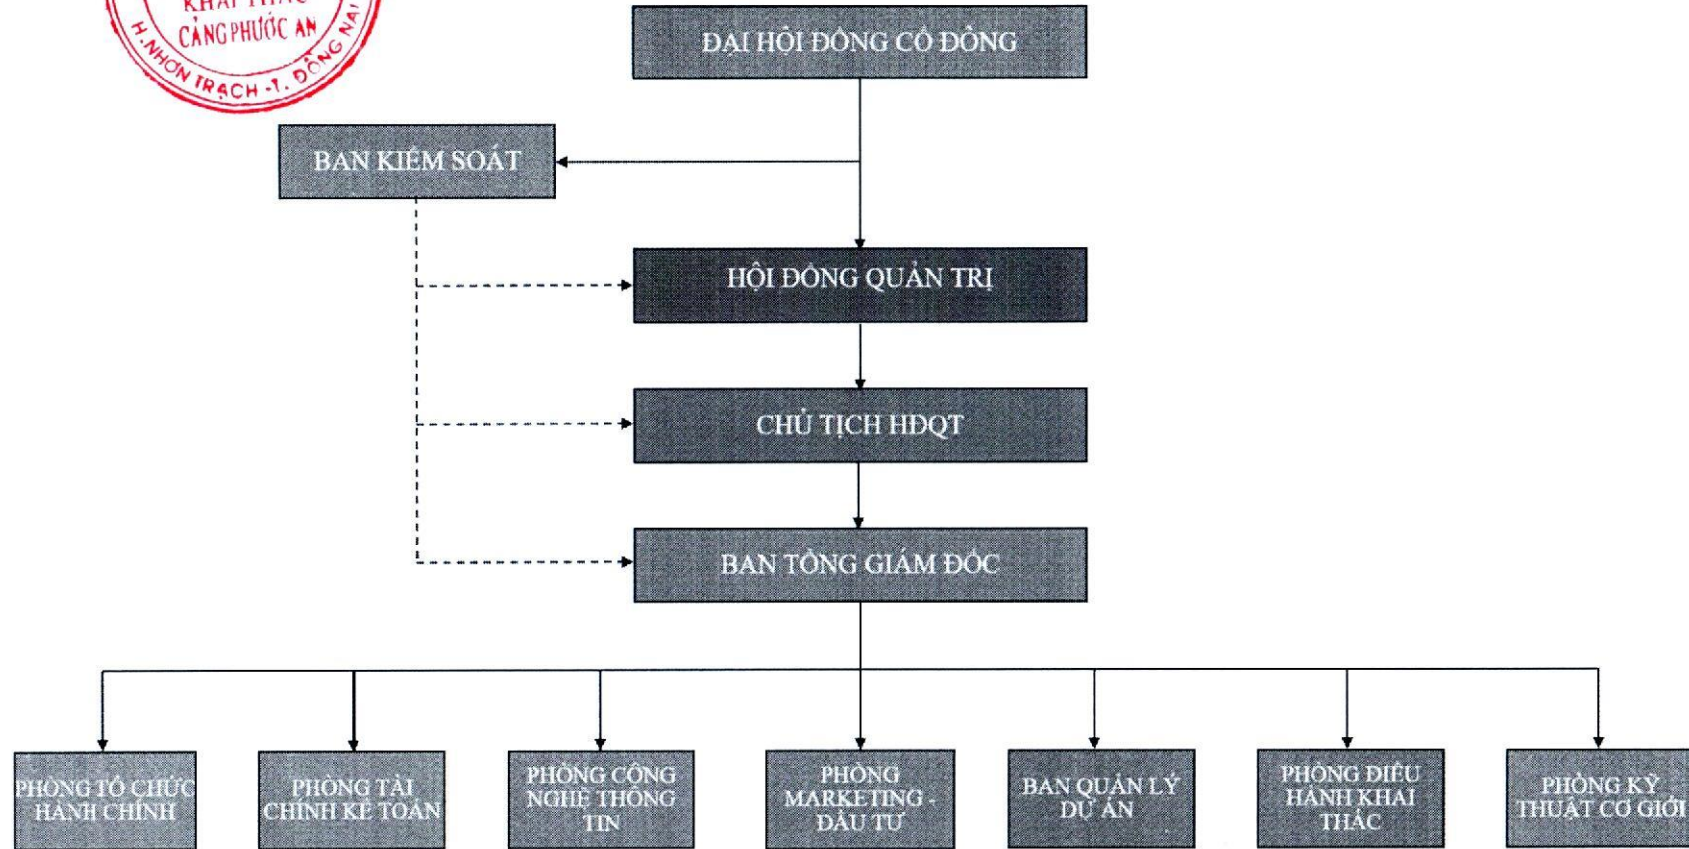 KHAI THÁC
CẢNG PHƯỚC AN
H. NHƠN TRẠCH - T. ĐỒNG NAI
ĐẠI HỘI ĐỒNG CỔ ĐÔNG
BAN KIỂM SOÁT
HỘI ĐỒNG QUẢN TRỊ
CHỦ TỊCH HĐQT
BAN TỔNG GIÁM ĐỐC
PHÒNG TỔ CHỨC
HÀNH CHÍNH
PHÒNG TÀI
CHÍNH KẾ TOÁN
PHÒNG CÔNG
NGHỆ THÔNG
TIN
PHÒNG
MARKETING -
ĐẦU TƯ
BAN QUẢN LÝ
DỰ ÁN
PHÒNG ĐIỀU
HÀNH KHAI
THÁC
PHÒNG KỸ
THUẬT CƠ GIỚI